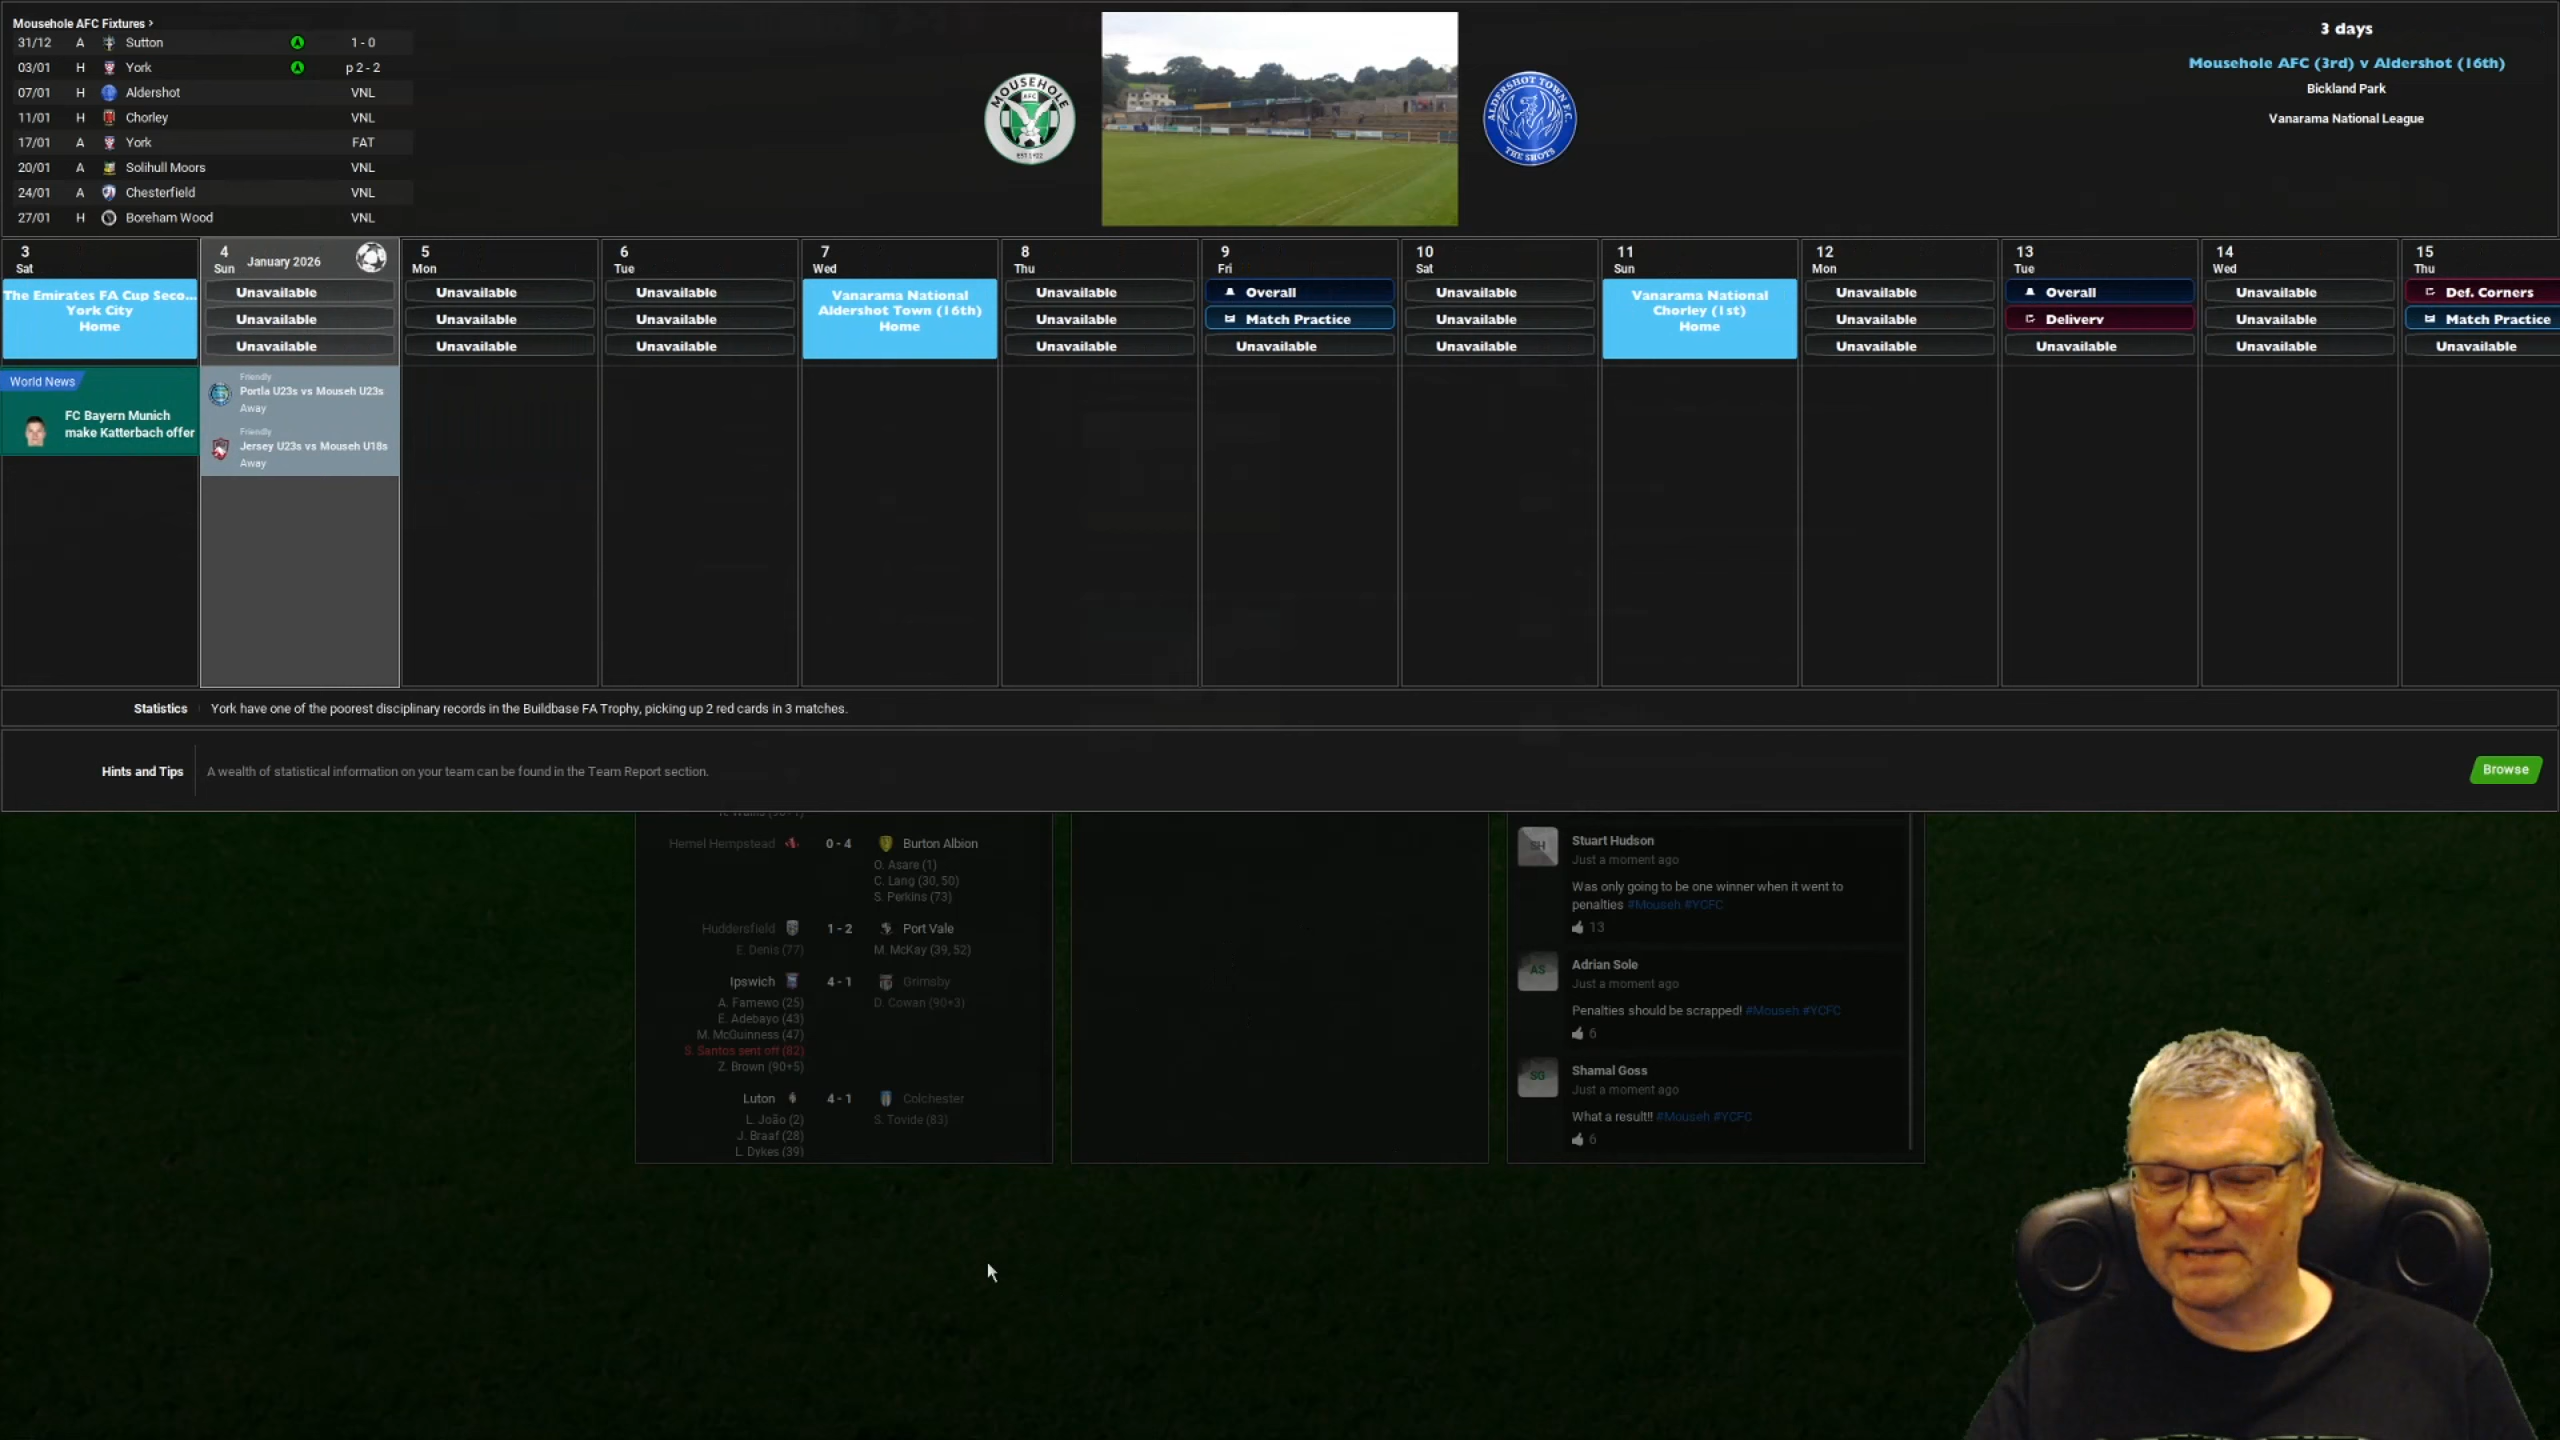 Mousehole AFC Fixtures >
31/12 A Sutton 1 - 0
03/01 H York p 2 - 2
07/01 H Aldershot VNL
11/01 H Chorley VNL
17/01 A York FAT
20/01 A Solihull Moors VNL
24/01 A Chesterfield VNL
27/01 H Boreham Wood VNL
MOUSEHOLE
AFC
ALDERSHOT TOWN F.C.
THE SHOTS
3 days
Mousehole AFC (3rd) v Aldershot (16th)
Bickland Park
Vanarama National League
3
Sat
The Emirates FA Cup Seco...
York City
Home
World News
FC Bayern Munich
make Katterbach offer
4
Sun January 2026
Unavailable
Unavailable
Unavailable
Friendly
Portla U23s vs Mouseh U23s
Away
Friendly
Jersey U23s vs Mouseh U18s
Away
5
Mon
Unavailable
Unavailable
Unavailable
6
Tue
Unavailable
Unavailable
Unavailable
7
Wed
Vanarama National
Aldershot Town (16th)
Home
8
Thu
Unavailable
Unavailable
Unavailable
9
Fri
Overall
Match Practice
Unavailable
10
Sat
Unavailable
Unavailable
Unavailable
11
Sun
Vanarama National
Chorley (1st)
Home
12
Mon
Unavailable
Unavailable
Unavailable
13
Tue
Overall
Delivery
Unavailable
14
Wed
Unavailable
Unavailable
Unavailable
15
Thu
Def. Corners
Match Practice
Unavailable
Statistics York have one of the poorest disciplinary records in the Buildbase FA Trophy, picking up 2 red cards in 3 matches.
Hints and Tips A wealth of statistical information on your team can be found in the Team Report section.
Browse
Hemel Hempstead 0 - 4 Burton Albion
O. Asare (1)
C. Lang (30, 50)
S. Perkins (73)
Huddersfield 1 - 2 Port Vale
E. Denis (77) M. McKay (39, 52)
Ipswich 4 - 1 Grimsby
A. Famewo (25) D. Cowan (90+3)
E. Adebayo (43)
M. McGuinness (47)
S. Santos sent off (82)
Z. Brown (90+5)
Luton 4 - 1 Colchester
L. João (2) S. Tovide (83)
J. Braaf (28)
L. Dykes (39)
SH
Stuart Hudson
Just a moment ago
Was only going to be one winner when it went to
penalties #Mouseh #YCFC
13
AS
Adrian Sole
Just a moment ago
Penalties should be scrapped! #Mouseh #YCFC
6
SG
Shamal Goss
Just a moment ago
What a result!! #Mouseh #YCFC
6